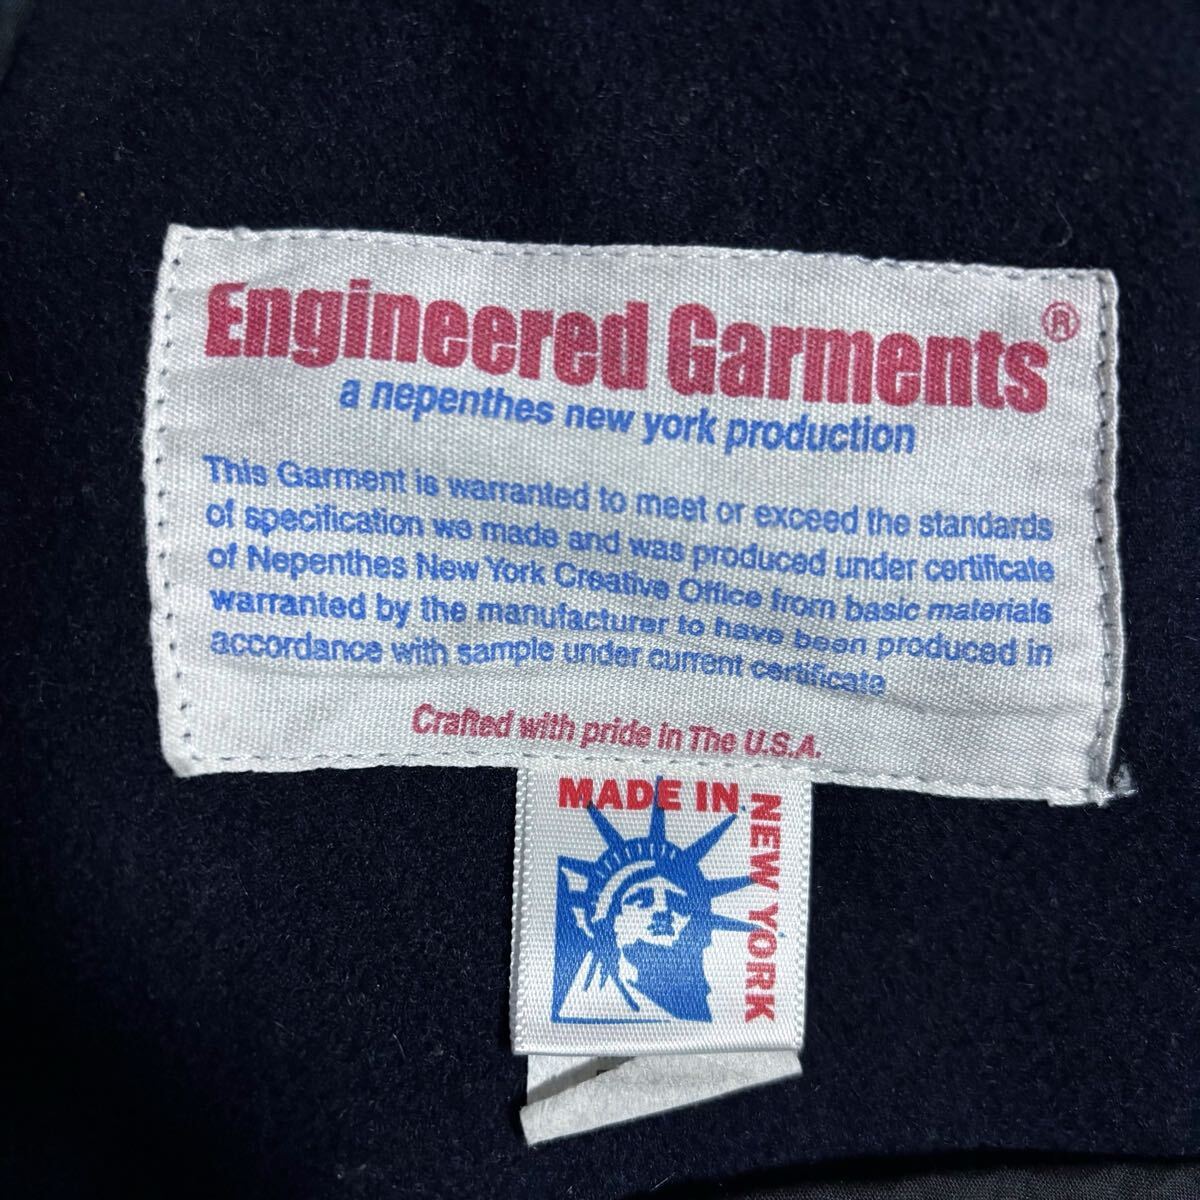 Engineered Garments®
a nepenthes new york production
This Garment is warranted to meet or exceed the standards
of specification we made and was produced under certificate
of Nepenthes New York Creative Office from basic materials
warranted by the manufacturer to have been produced in
accordance with sample under current certificate
Crafted with pride in The U.S.A.
MADE IN
NEW YORK